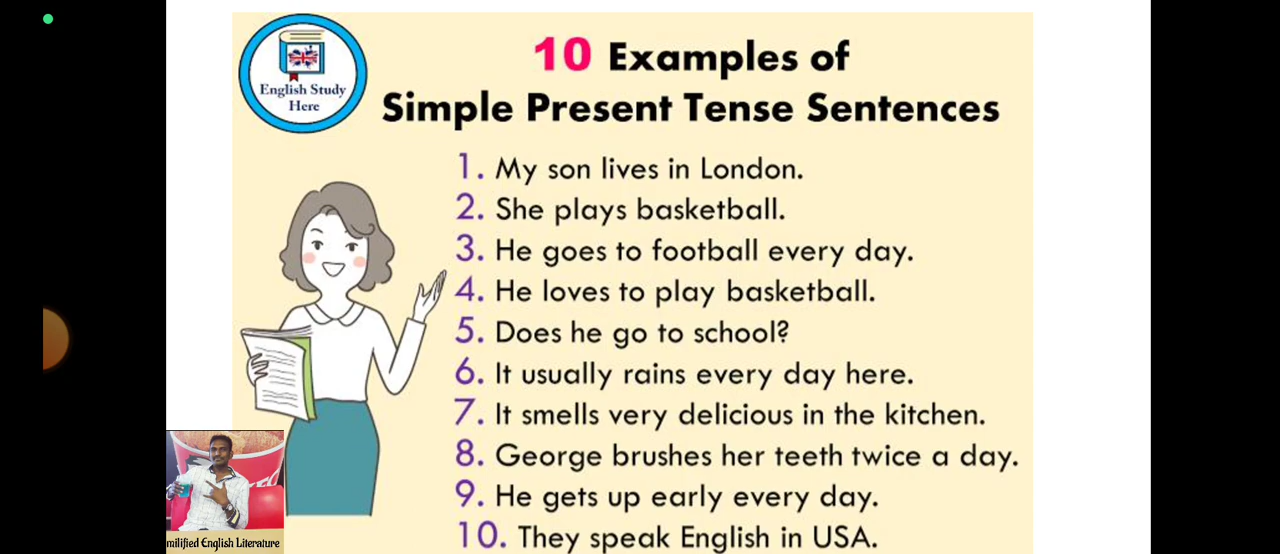 English Study
Here
10 Examples of
Simple Present Tense Sentences
1. My son lives in London.
2. She plays basketball.
3. He goes to football every day.
4. He loves to play basketball.
5. Does he go to school?
6. It usually rains every day here.
7. It smells very delicious in the kitchen.
8. George brushes her teeth twice a day.
9. He gets up early every day.
10. They speak English in USA.
milified English Literature